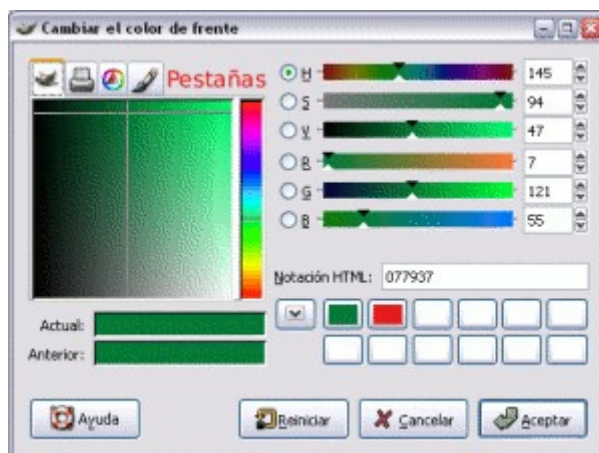 Cambiar el color de frente
Pestañas
H 145
S 94
V 47
R 7
G 121
B 55
Notación HTML: 077937
Actual:
Anterior:
Ayuda
Reiniciar
Cancelar
Aceptar